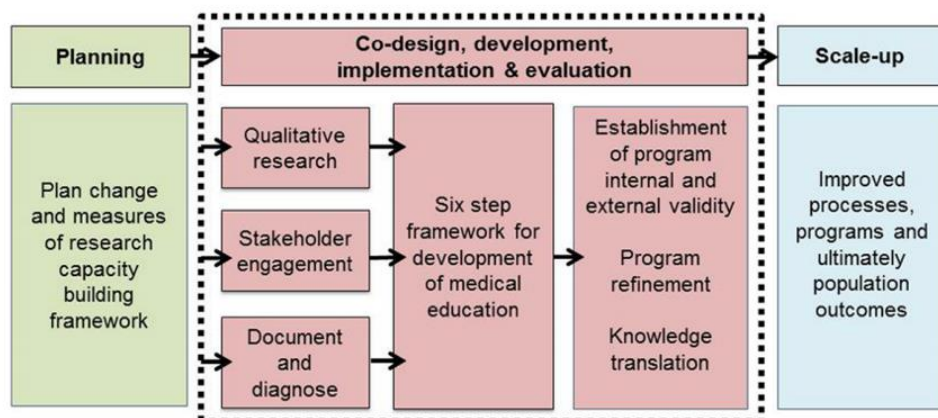 Planning
Co-design, development,
implementation & evaluation
Scale-up
Plan change
and measures
of research
capacity
building
framework
Qualitative
research
Stakeholder
engagement
Document
and
diagnose
Six step
framework for
development
of medical
education
Establishment
of program
internal and
external validity
Program
refinement
Knowledge
translation
Improved
processes,
programs and
ultimately
population
outcomes